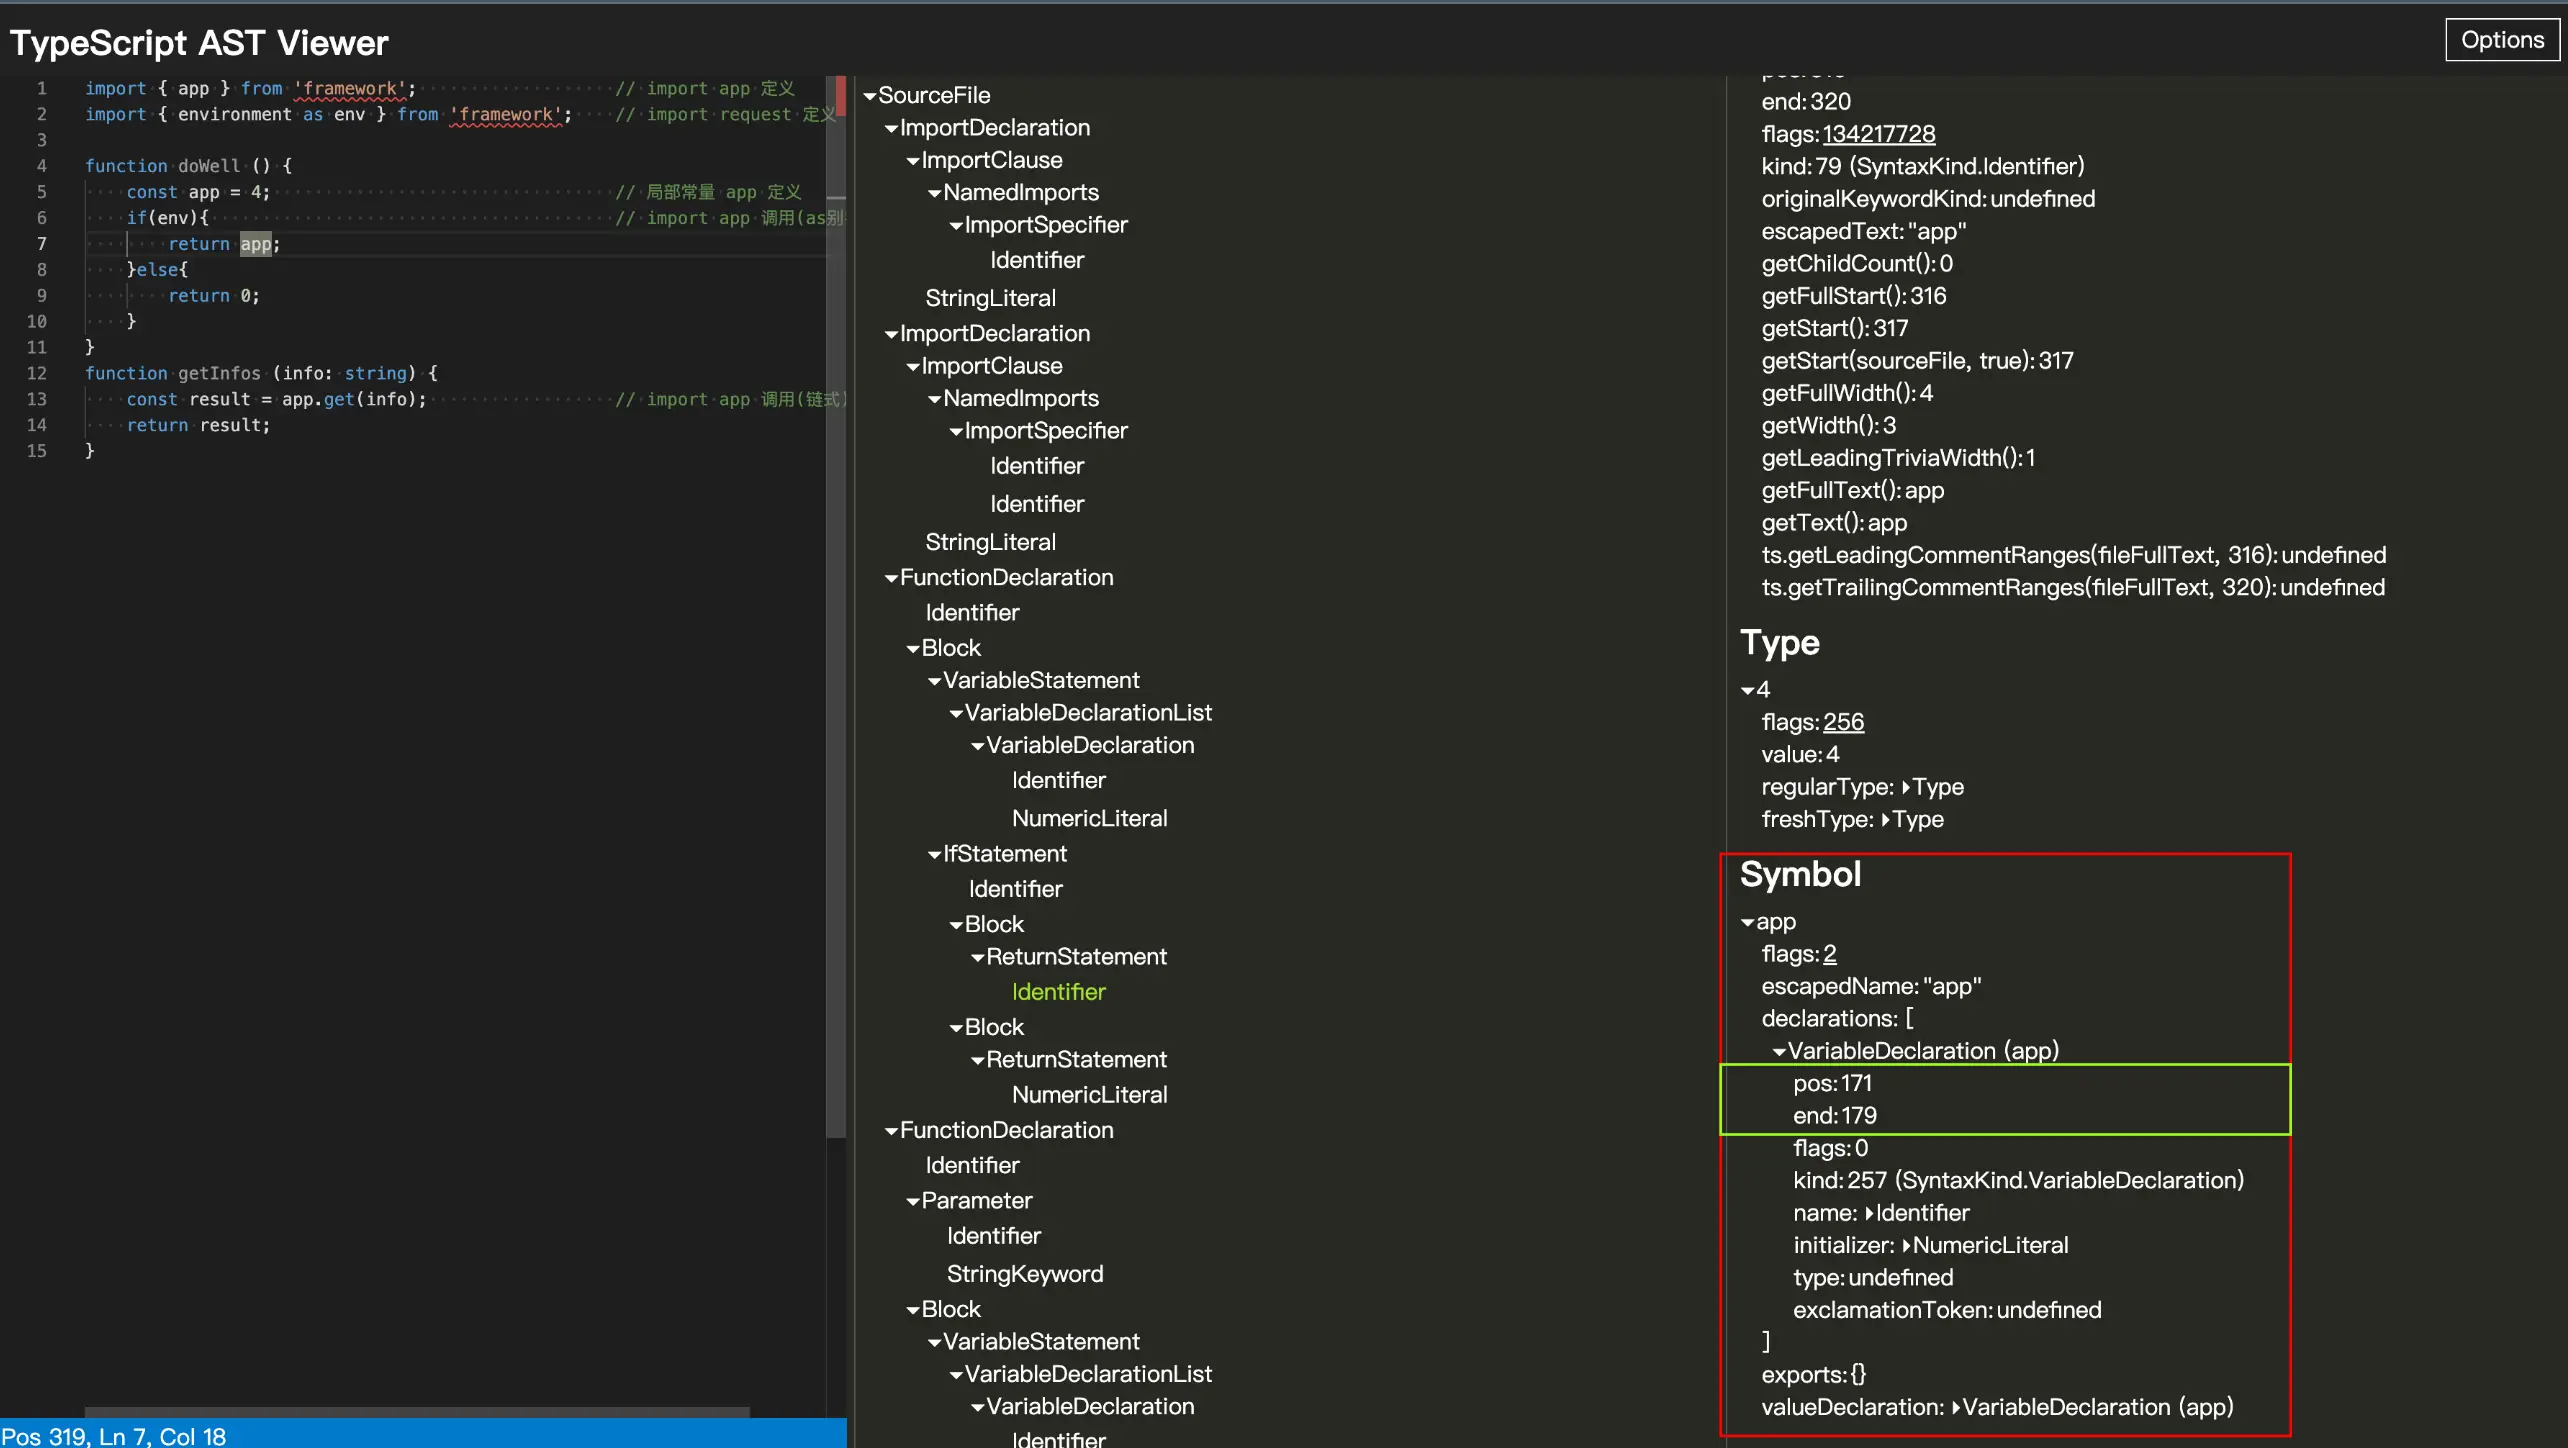 TypeScript AST Viewer
Options
1 import { app } from 'framework'; // import app 定义
2 import { environment as env } from 'framework'; // import request 定义
3
4 function doWell () {
5 const app = 4; // 局部常量 app 定义
6 if(env){ // import app 调用(as别
7 return app;
8 }else{
9 return 0;
10 }
11 }
12 function getInfos (info: string) {
13 const result = app.get(info); // import app 调用(链式)
14 return result;
15 }
Pos 319, Ln 7, Col 18
SourceFile
ImportDeclaration
ImportClause
NamedImports
ImportSpecifier
Identifier
StringLiteral
ImportDeclaration
ImportClause
NamedImports
ImportSpecifier
Identifier
Identifier
StringLiteral
FunctionDeclaration
Identifier
Block
VariableStatement
VariableDeclarationList
VariableDeclaration
Identifier
NumericLiteral
IfStatement
Identifier
Block
ReturnStatement
Identifier
Block
ReturnStatement
NumericLiteral
FunctionDeclaration
Identifier
Parameter
Identifier
StringKeyword
Block
VariableStatement
VariableDeclarationList
VariableDeclaration
Identifier
end: 320
flags: 134217728
kind: 79 (SyntaxKind.Identifier)
originalKeywordKind: undefined
escapedText: "app"
getChildCount(): 0
getFullStart(): 316
getStart(): 317
getStart(sourceFile, true): 317
getFullWidth(): 4
getWidth(): 3
getLeadingTriviaWidth(): 1
getFullText(): app
getText(): app
ts.getLeadingCommentRanges(fileFullText, 316): undefined
ts.getTrailingCommentRanges(fileFullText, 320): undefined
Type
4
flags: 256
value: 4
regularType: Type
freshType: Type
Symbol
app
flags: 2
escapedName: "app"
declarations: [
VariableDeclaration (app)
pos: 171
end: 179
flags: 0
kind: 257 (SyntaxKind.VariableDeclaration)
name: Identifier
initializer: NumericLiteral
type: undefined
exclamationToken: undefined
]
exports: {}
valueDeclaration: VariableDeclaration (app)